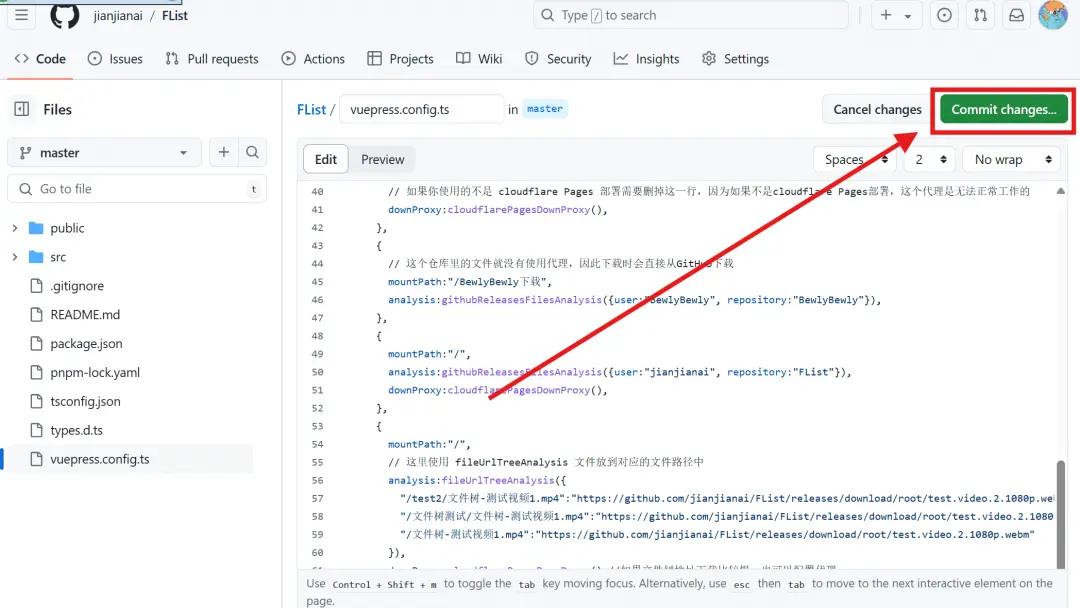 jianjianai / FList
Type / to search
Code
Issues
Pull requests
Actions
Projects
Wiki
Security
Insights
Settings
Files
master
Go to file
t
public
src
.gitignore
README.md
package.json
pnpm-lock.yaml
tsconfig.json
types.d.ts
vuepress.config.ts
FList / vuepress.config.ts in master
Cancel changes
Commit changes...
Edit
Preview
Spaces
2
No wrap
40 // 如果你使用的不是 cloudflare Pages 部署需要删掉这一行，因为如果不是cloudflare Pages部署，这个代理是无法正常工作的
41 downProxy:cloudflarePagesDownProxy(),
42 },
43 {
44 // 这个仓库里的文件就没有使用代理，因此下载时会直接从GitHub下载
45 mountPath:"/BewlyBewly下载",
46 analysis:githubReleasesFilesAnalysis({user:"BewlyBewly", repository:"BewlyBewly"}),
47 },
48 {
49 mountPath:"/",
50 analysis:githubReleasesFilesAnalysis({user:"jianjianai", repository:"FList"}),
51 downProxy:cloudflarePagesDownProxy(),
52 },
53 {
54 mountPath:"/",
55 // 这里使用 fileUrlTreeAnalysis 文件放到对应的文件路径中
56 analysis:fileUrlTreeAnalysis({
57 "/test2/文件树-测试视频1.mp4":"https://github.com/jianjianai/FList/releases/download/root/test.video.2.1080p.we
58 "/文件树测试/文件树-测试视频1.mp4":"https://github.com/jianjianai/FList/releases/download/root/test.video.2.1080
59 "/文件树-测试视频1.mp4":"https://github.com/jianjianai/FList/releases/download/root/test.video.2.1080p.webm"
60 }),
Use Control + Shift + m to toggle the tab key moving focus. Alternatively, use esc then tab to move to the next interactive element on the
page.